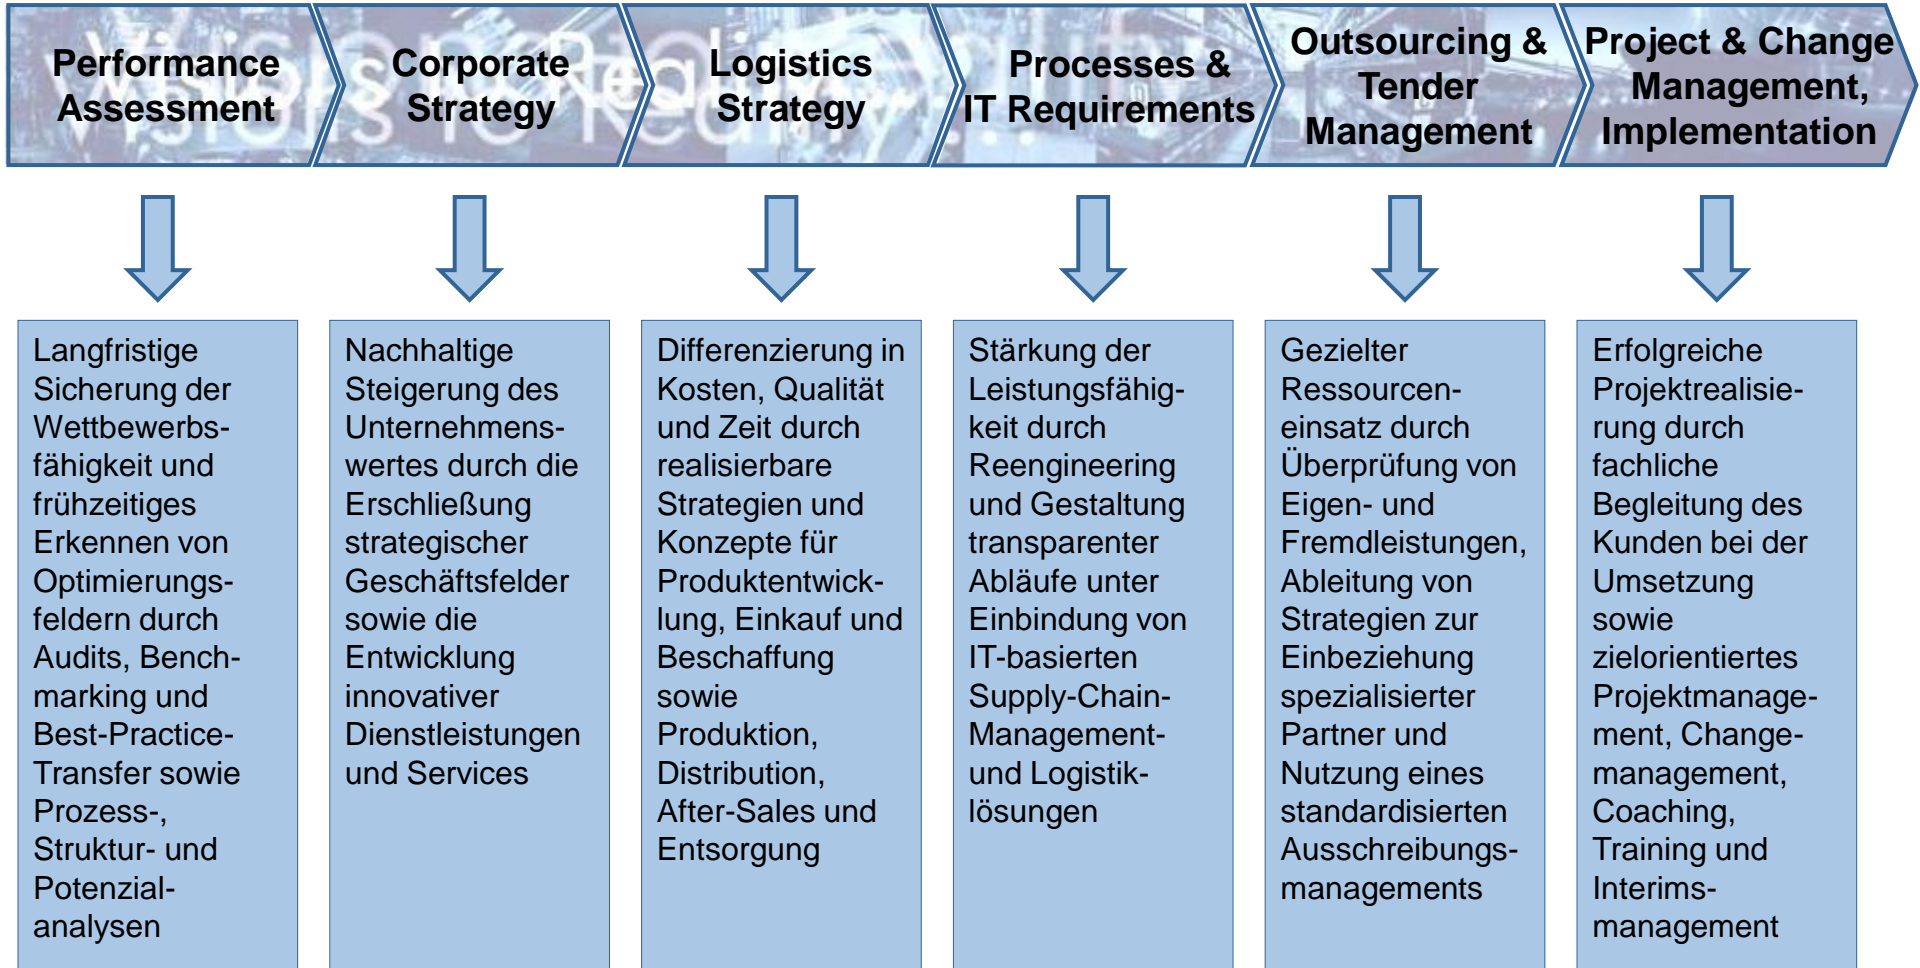 Visions to Reality ...
Performance
Assessment
Corporate
Strategy
Logistics
Strategy
Processes &
IT Requirements
Outsourcing &
Tender
Management
Project & Change
Management,
Implementation
Langfristige
Sicherung der
Wettbewerbs-
fähigkeit und
frühzeitiges
Erkennen von
Optimierungs-
feldern durch
Audits, Bench-
marking und
Best-Practice-
Transfer sowie
Prozess-,
Struktur- und
Potenzial-
analysen
Nachhaltige
Steigerung des
Unternehmens-
wertes durch die
Erschließung
strategischer
Geschäftsfelder
sowie die
Entwicklung
innovativer
Dienstleistungen
und Services
Differenzierung in
Kosten, Qualität
und Zeit durch
realisierbare
Strategien und
Konzepte für
Produktentwick-
lung, Einkauf und
Beschaffung
sowie
Produktion,
Distribution,
After-Sales und
Entsorgung
Stärkung der
Leistungsfähig-
keit durch
Reengineering
und Gestaltung
transparenter
Abläufe unter
Einbindung von
IT-basierten
Supply-Chain-
Management-
und Logistik-
lösungen
Gezielter
Ressourcen-
einsatz durch
Überprüfung von
Eigen- und
Fremdleistungen,
Ableitung von
Strategien zur
Einbeziehung
spezialisierter
Partner und
Nutzung eines
standardisierten
Ausschreibungs-
managements
Erfolgreiche
Projektrealisie-
rung durch
fachliche
Begleitung des
Kunden bei der
Umsetzung
sowie
zielorientiertes
Projektmanage-
ment, Change-
management,
Coaching,
Training und
Interims-
management